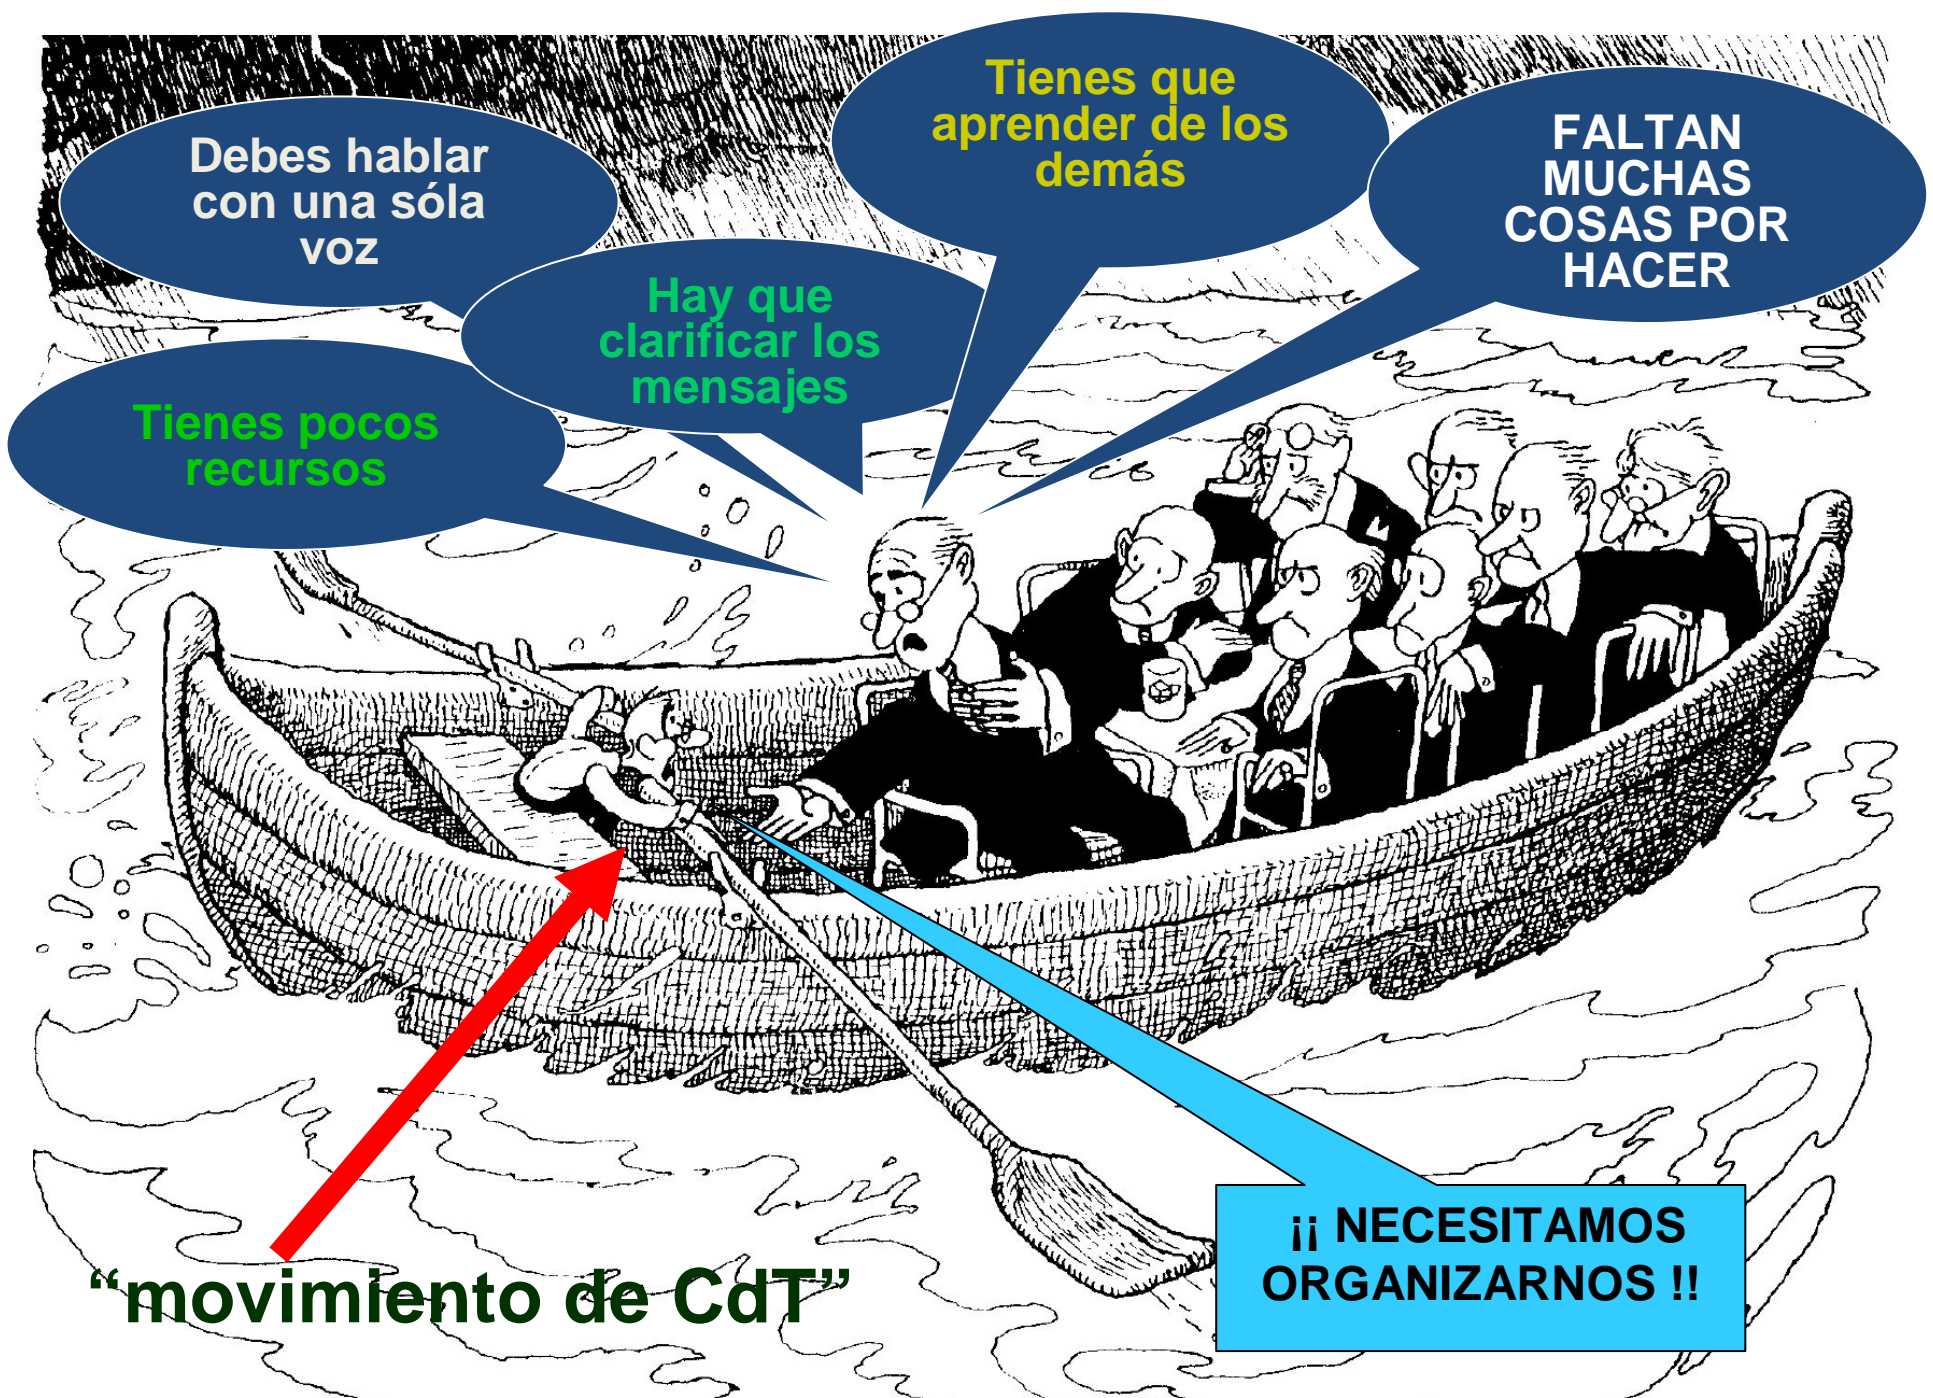 Tienes que
aprender de los
demás
FALTAN
MUCHAS
COSAS POR
HACER
Debes hablar
con una sóla
voz
Hay que
clarificar los
mensajes
Tienes pocos
recursos
¡¡ NECESITAMOS
ORGANIZARNOS !!
“movimiento de CdT”